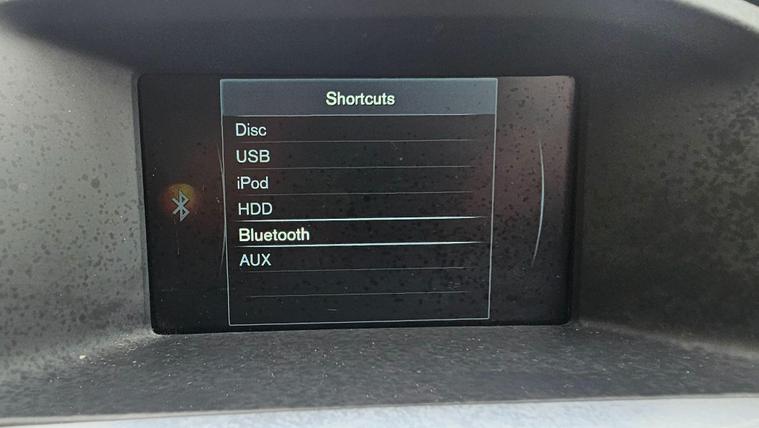 Shortcuts
Disc
USB
iPod
HDD
Bluetooth
AUX